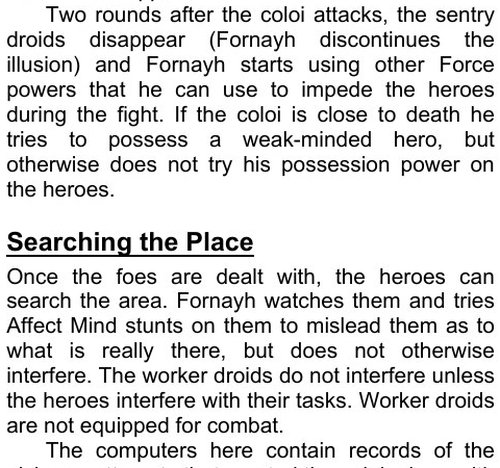 Two rounds after the coloi attacks, the sentry
droids disappear (Fornayh discontinues the
illusion) and Fornayh starts using other Force
powers that he can use to impede the heroes
during the fight. If the coloi is close to death he
tries to possess a weak-minded hero, but
otherwise does not try his possession power on
the heroes.
Searching the Place
Once the foes are dealt with, the heroes can
search the area. Fornayh watches them and tries
Affect Mind stunts on them to mislead them as to
what is really there, but does not otherwise
interfere. The worker droids do not interfere unless
the heroes interfere with their tasks. Worker droids
are not equipped for combat.
The computers here contain records of the